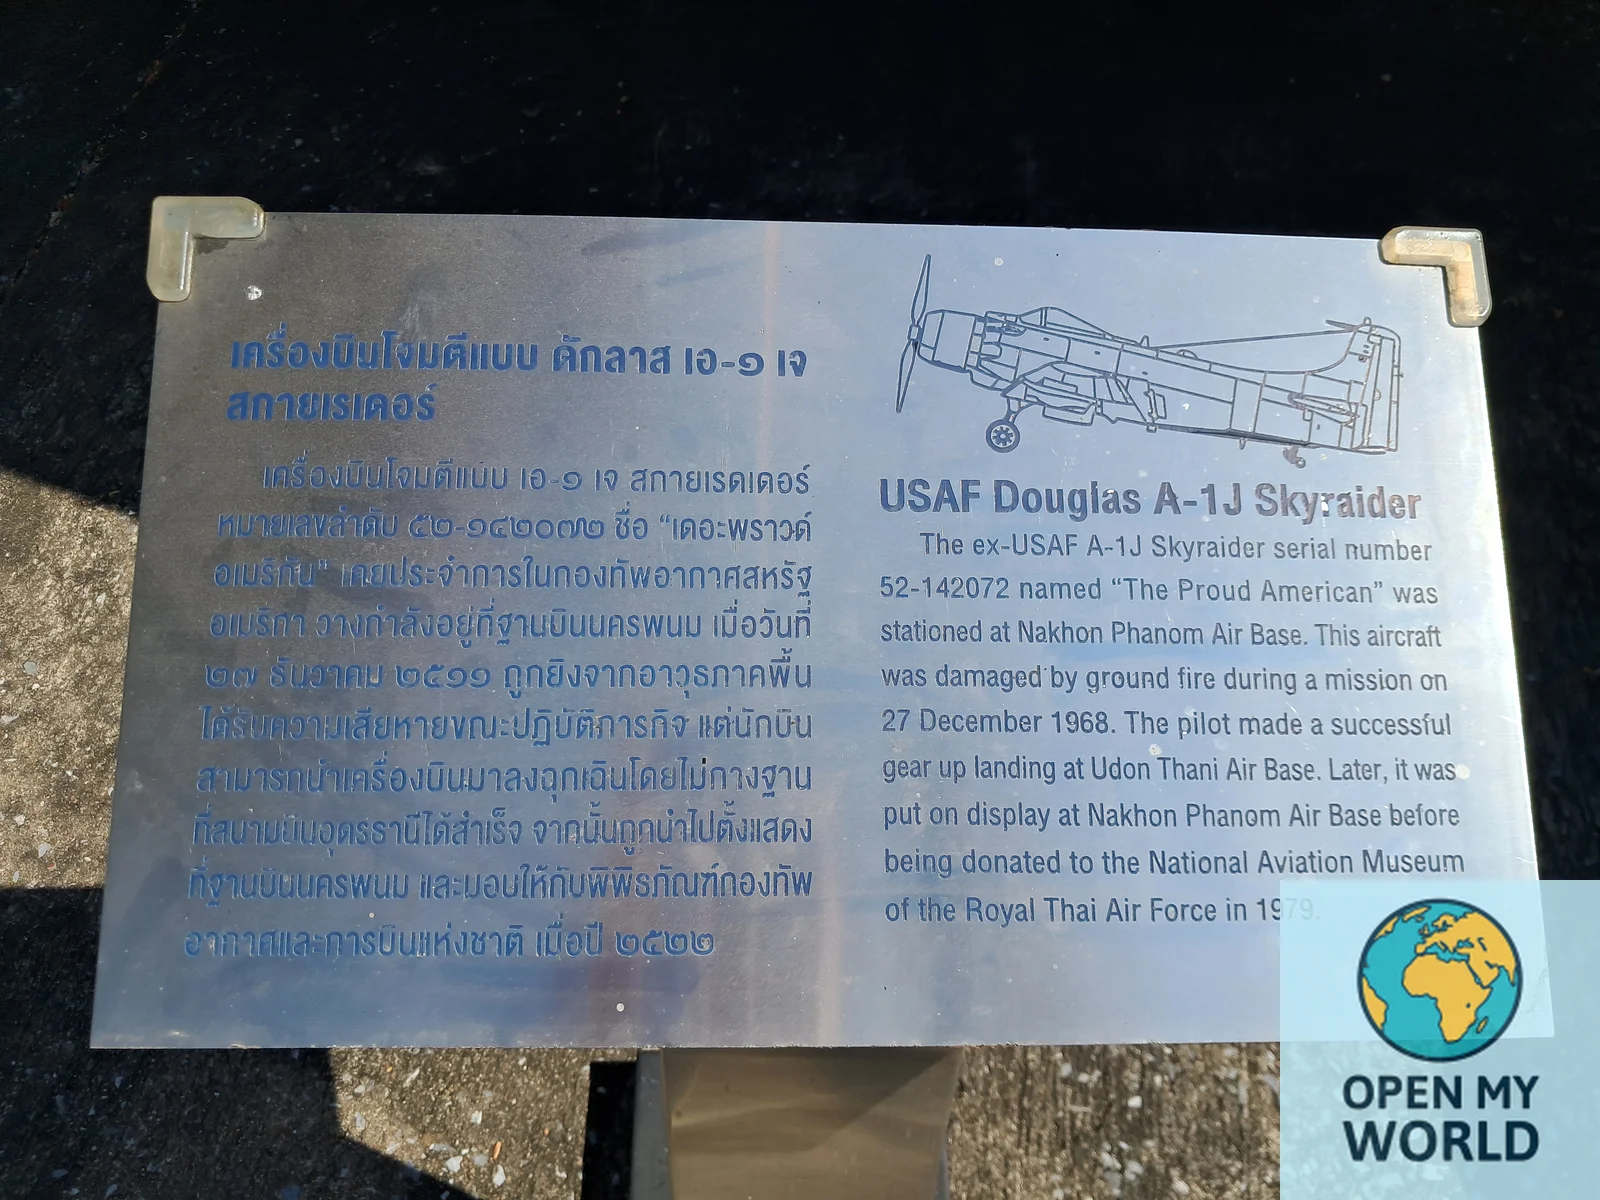 เครื่องบินโจมตีแบบ ดักลาส เอ-๑ เจ
สกายเรเดอร์
เครื่องบินโจมตีแบบ เอ-๑ เจ สกายเรดเดอร์
หมายเลขลำดับ ๕๒-๑๔๒๐๗๒ ชื่อ “เดอะพราวด์
อเมริกัน” เคยประจำการในกองทัพอากาศสหรัฐ
อเมริกา วางกำลังอยู่ที่ฐานบินนครพนม เมื่อวันที่
๒๗ ธันวาคม ๒๕๑๑ ถูกยิงจากอาวุธภาคพื้น
ได้รับความเสียหายขณะปฏิบัติภารกิจ แต่นักบิน
สามารถนำเครื่องบินมาลงฉุกเฉินโดยไม่กางฐาน
ที่สนามบินอุดรธานีได้สำเร็จ จากนั้นถูกนำไปตั้งแสดง
ที่ฐานบินนครพนม และมอบให้กับพิพิธภัณฑ์กองทัพ
อากาศและการบินแห่งชาติ เมื่อปี ๒๕๒๒
USAF Douglas A-1J Skyraider
The ex-USAF A-1J Skyraider serial number
52-142072 named “The Proud American” was
stationed at Nakhon Phanom Air Base. This aircraft
was damaged by ground fire during a mission on
27 December 1968. The pilot made a successful
gear up landing at Udon Thani Air Base. Later, it was
put on display at Nakhon Phanom Air Base before
being donated to the National Aviation Museum
of the Royal Thai Air Force in 1979.
OPEN MY
WORLD